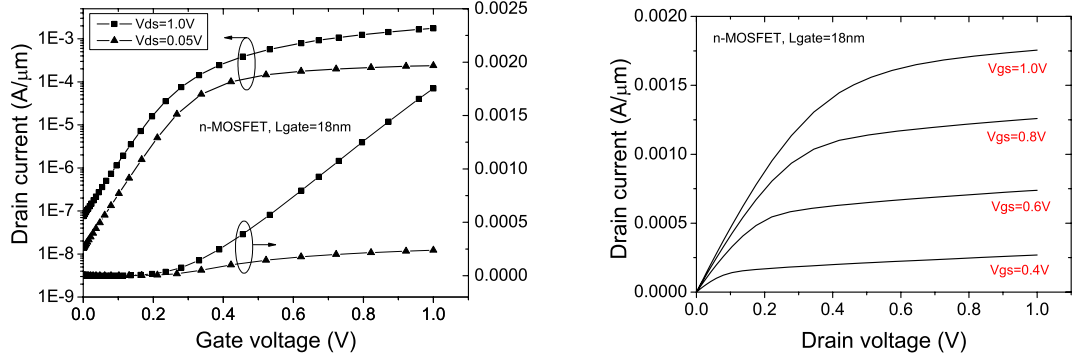 Vds=1.0V
Vds=0.05V
n-MOSFET, Lgate=18nm
Drain current (A/μm)
1E-3
1E-4
1E-5
1E-6
1E-7
1E-8
1E-9
0.0025
0.0020
0.0015
0.0010
0.0005
0.0000
0.0 0.2 0.4 0.6 0.8 1.0
Gate voltage (V)
n-MOSFET, Lgate=18nm
Vgs=1.0V
Vgs=0.8V
Vgs=0.6V
Vgs=0.4V
Drain current (A/μm)
0.0020
0.0015
0.0010
0.0005
0.0000
0.0 0.2 0.4 0.6 0.8 1.0
Drain voltage (V)